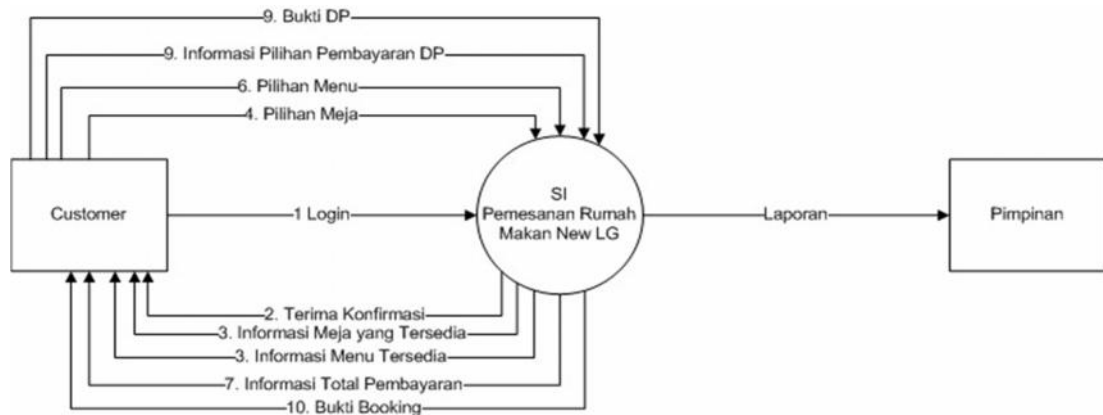 9. Bukti DP
9. Informasi Pilihan Pembayaran DP
6. Pilihan Menu
4. Pilihan Meja
Customer
1 Login
SI
Pemesanan Rumah
Makan New LG
Laporan
Pimpinan
2. Terima Konfirmasi
3. Informasi Meja yang Tersedia
3. Informasi Menu Tersedia
7. Informasi Total Pembayaran
10. Bukti Booking